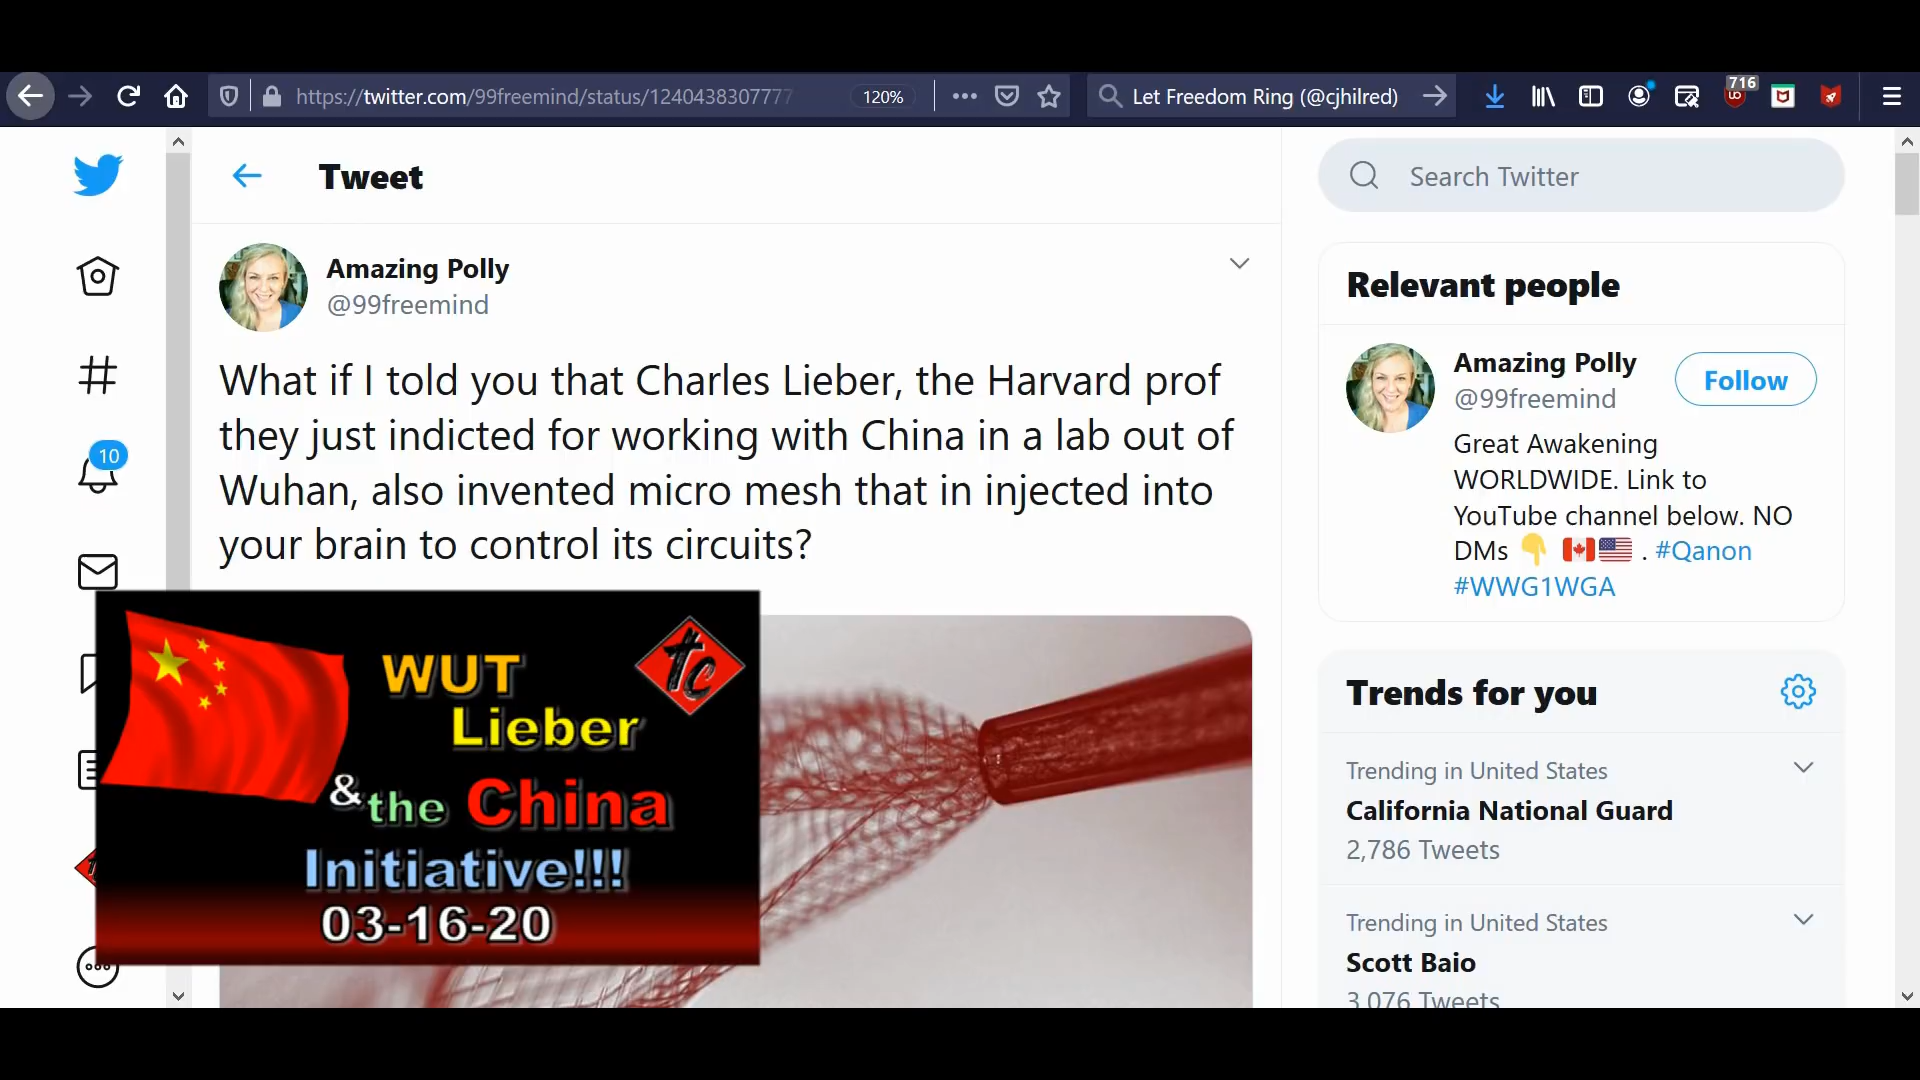 https://twitter.com/99freemind/status/12404383077777
120%
Let Freedom Ring (@cjhilred)
716
Tweet
Search Twitter
Amazing Polly
@99freemind
What if I told you that Charles Lieber, the Harvard prof
they just indicted for working with China in a lab out of
Wuhan, also invented micro mesh that in injected into
your brain to control its circuits?
10
Relevant people
Amazing Polly
@99freemind
Follow
Great Awakening
WORLDWIDE. Link to
YouTube channel below. NO
DMs 👇 🇨🇦🇺🇸 . #Qanon
#WWG1WGA
WUT
tc
Lieber
& the China
Initiative!!!
03-16-20
Trends for you
Trending in United States
California National Guard
2,786 Tweets
Trending in United States
Scott Baio
3,076 Tweets